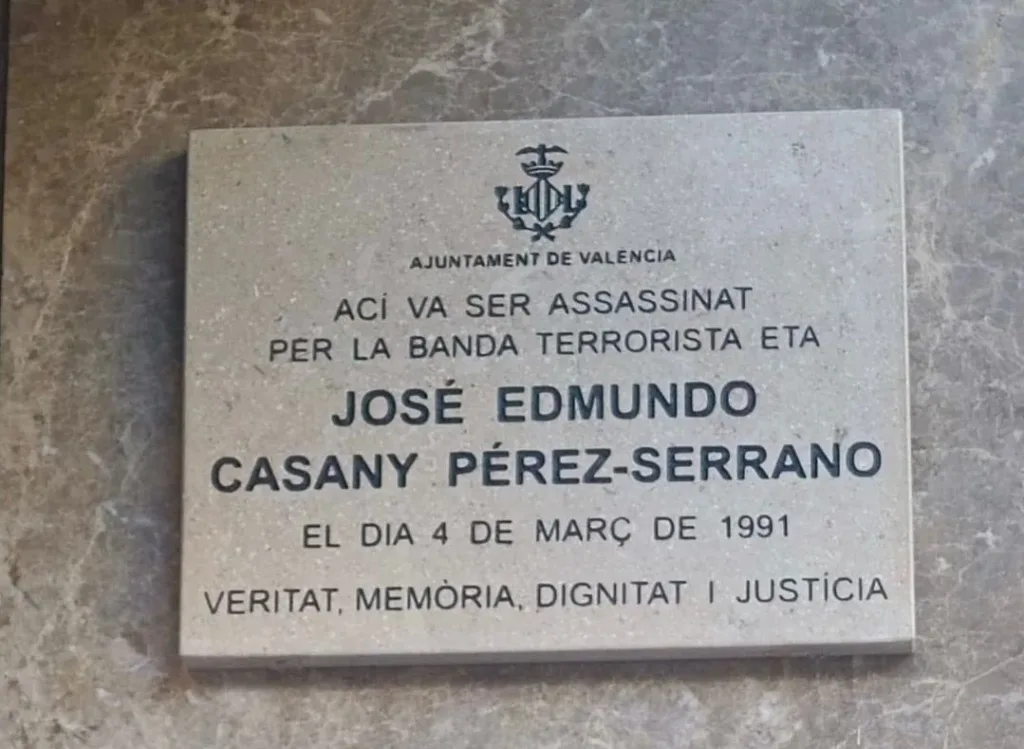 AJUNTAMENT DE VALÈNCIA
ACÍ VA SER ASSASSINAT
PER LA BANDA TERRORISTA ETA
JOSÉ EDMUNDO
CASANY PÉREZ-SERRANO
EL DIA 4 DE MARÇ DE 1991
VERITAT, MEMÒRIA, DIGNITAT I JUSTÍCIA